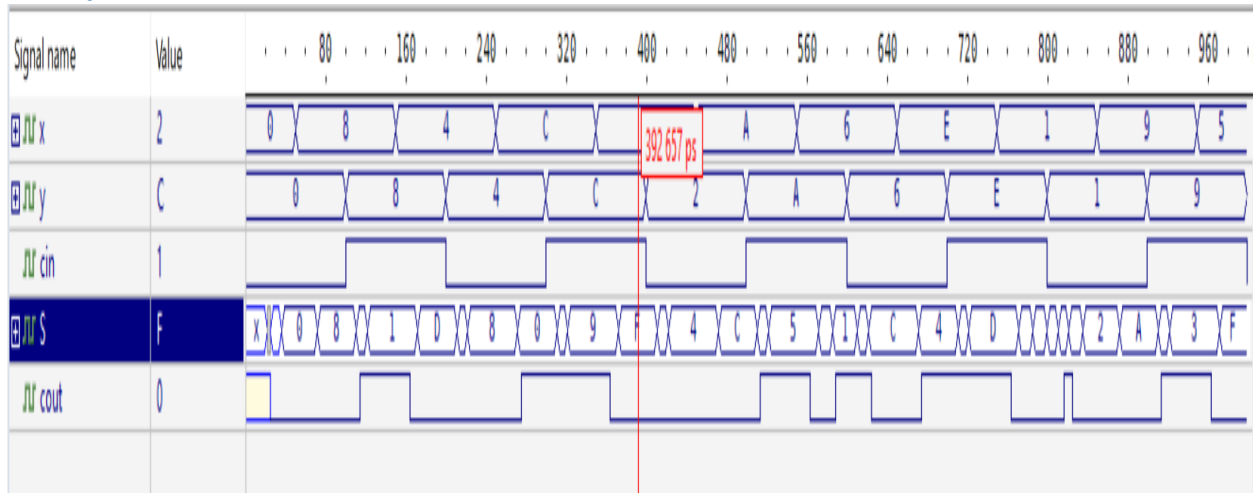 Signal name Value 80 160 240 320 400 480 560 640 720 800 880 960
x 2 0 8 4 C A 6 E 1 9 5
392 657 ps
y C 0 8 4 C 2 A 6 E 1 9
cin 1
S F x 0 8 1 D 8 0 9 F 4 C 5 1 C 4 D 2 A 3 F
cout 0